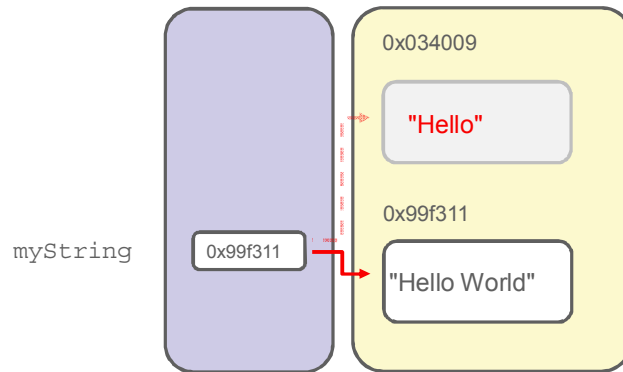 0x034009
"Hello"
0x99f311
myString
0x99f311
"Hello World"